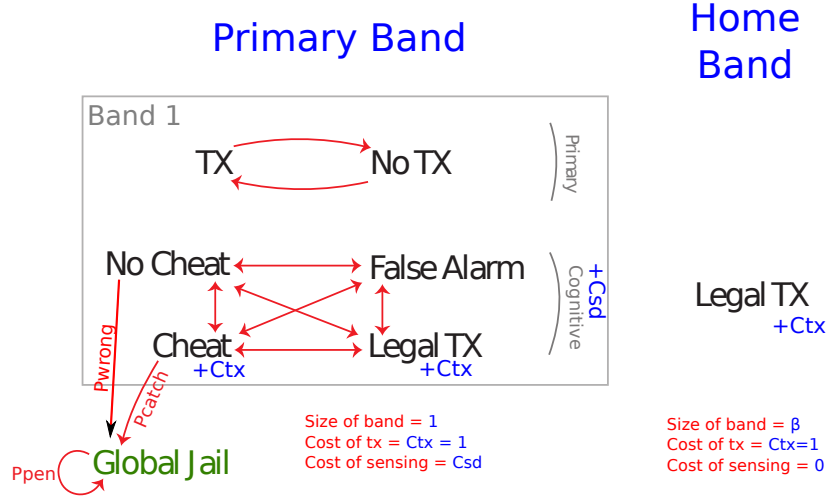 Primary Band
Home
Band
Band 1
TX
No TX
Primary
No Cheat
False Alarm
Cognitive
+Csd
Cheat
+Ctx
Legal TX
+Ctx
Legal TX
+Ctx
Pwrong
Pcatch
Ppen
Global Jail
Size of band = 1
Cost of tx = Ctx = 1
Cost of sensing = Csd
Size of band = β
Cost of tx = Ctx=1
Cost of sensing = 0